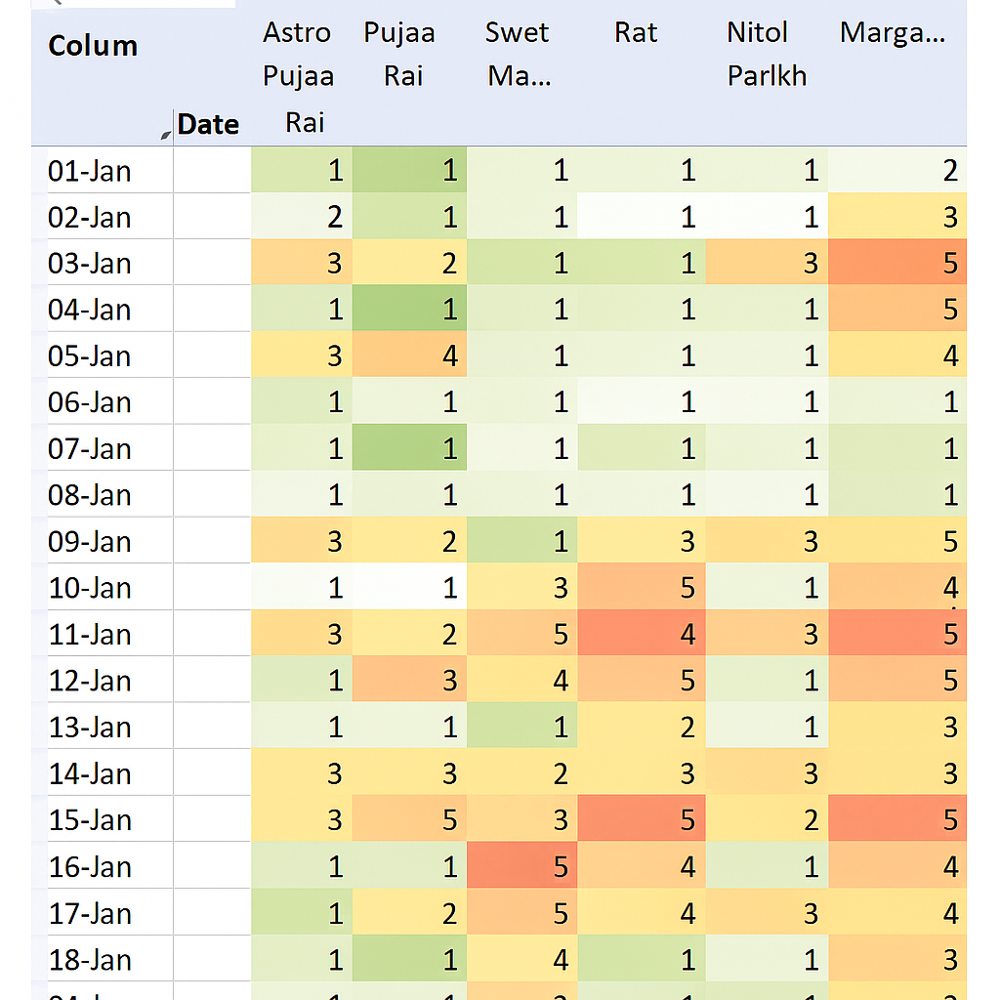 Colum Date Astro Pujaa Rai Pujaa Rai Swet Ma... Rat Nitol Parlkh Marga...
01-Jan 1 1 1 1 1 2
02-Jan 2 1 1 1 1 3
03-Jan 3 2 1 1 3 5
04-Jan 1 1 1 1 1 5
05-Jan 3 4 1 1 1 4
06-Jan 1 1 1 1 1 1
07-Jan 1 1 1 1 1 1
08-Jan 1 1 1 1 1 1
09-Jan 3 2 1 3 3 5
10-Jan 1 1 3 5 1 4
11-Jan 3 2 5 4 3 5
12-Jan 1 3 4 5 1 5
13-Jan 1 1 1 2 1 3
14-Jan 3 3 2 3 3 3
15-Jan 3 5 3 5 2 5
16-Jan 1 1 5 4 1 4
17-Jan 1 2 5 4 3 4
18-Jan 1 1 4 1 1 3